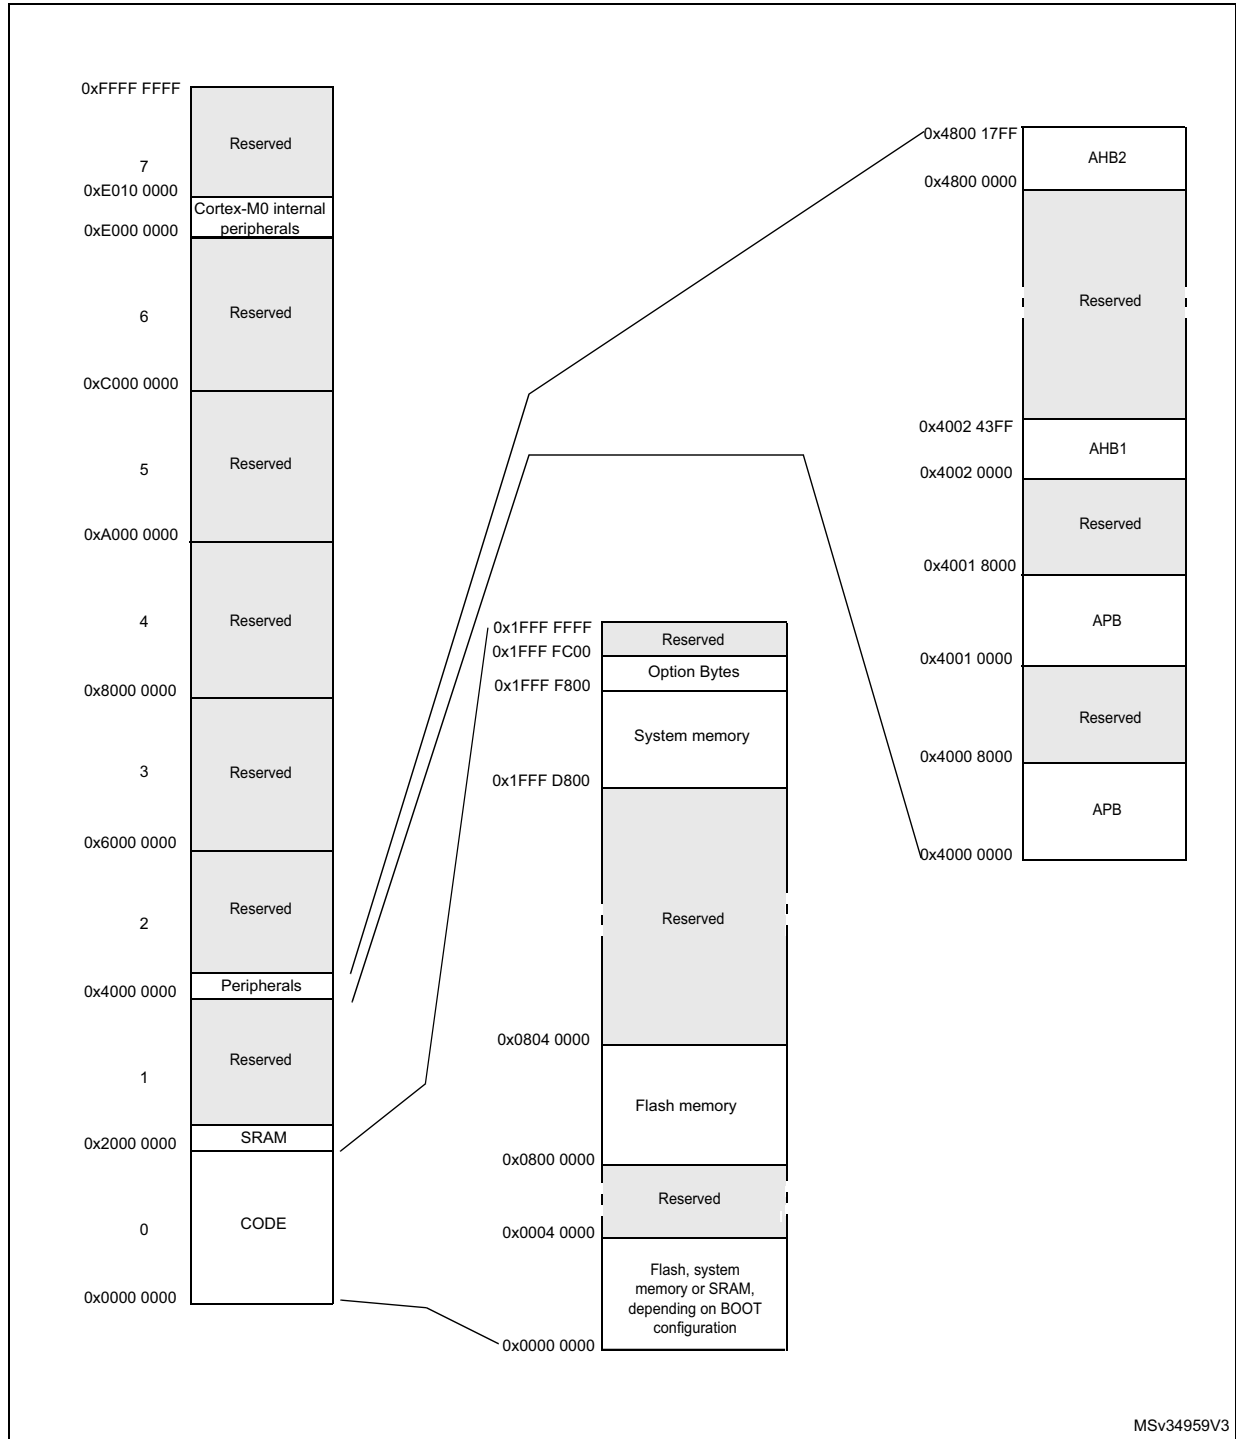 0xFFFF FFFF
Reserved
7
0xE010 0000
Cortex-M0 internal
peripherals
0xE000 0000
Reserved
6
0xC000 0000
Reserved
5
0xA000 0000
Reserved
4
0x8000 0000
Reserved
3
0x6000 0000
Reserved
2
Peripherals
0x4000 0000
Reserved
1
SRAM
0x2000 0000
CODE
0
0x0000 0000
0x1FFF FFFF
Reserved
0x1FFF FC00
Option Bytes
0x1FFF F800
System memory
0x1FFF D800
Reserved
0x0804 0000
Flash memory
0x0800 0000
Reserved
0x0004 0000
Flash, system
memory or SRAM,
depending on BOOT
configuration
0x0000 0000
0x4800 17FF
AHB2
0x4800 0000
Reserved
0x4002 43FF
AHB1
0x4002 0000
Reserved
0x4001 8000
APB
0x4001 0000
Reserved
0x4000 8000
APB
0x4000 0000
MSv34959V3